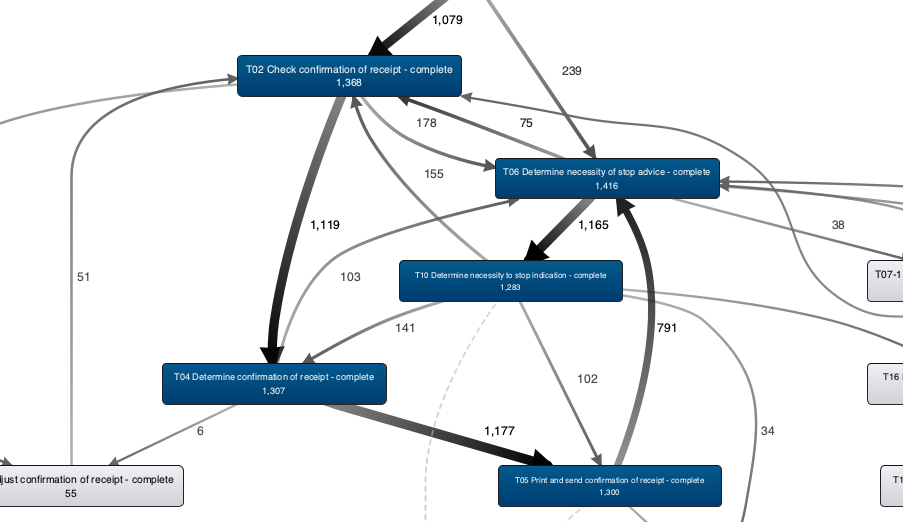 1,079
T02 Check confirmation of receipt - complete
1,368
239
178
75
155
T06 Determine necessity of stop advice - complete
1,416
1,119
1,165
38
T10 Determine necessity to stop indication - complete
1,283
T07-1
51
103
791
141
T04 Determine confirmation of receipt - complete
1,307
102
T16
6
1,177
34
just confirmation of receipt - complete
55
T05 Print and send confirmation of receipt - complete
1,300
T1